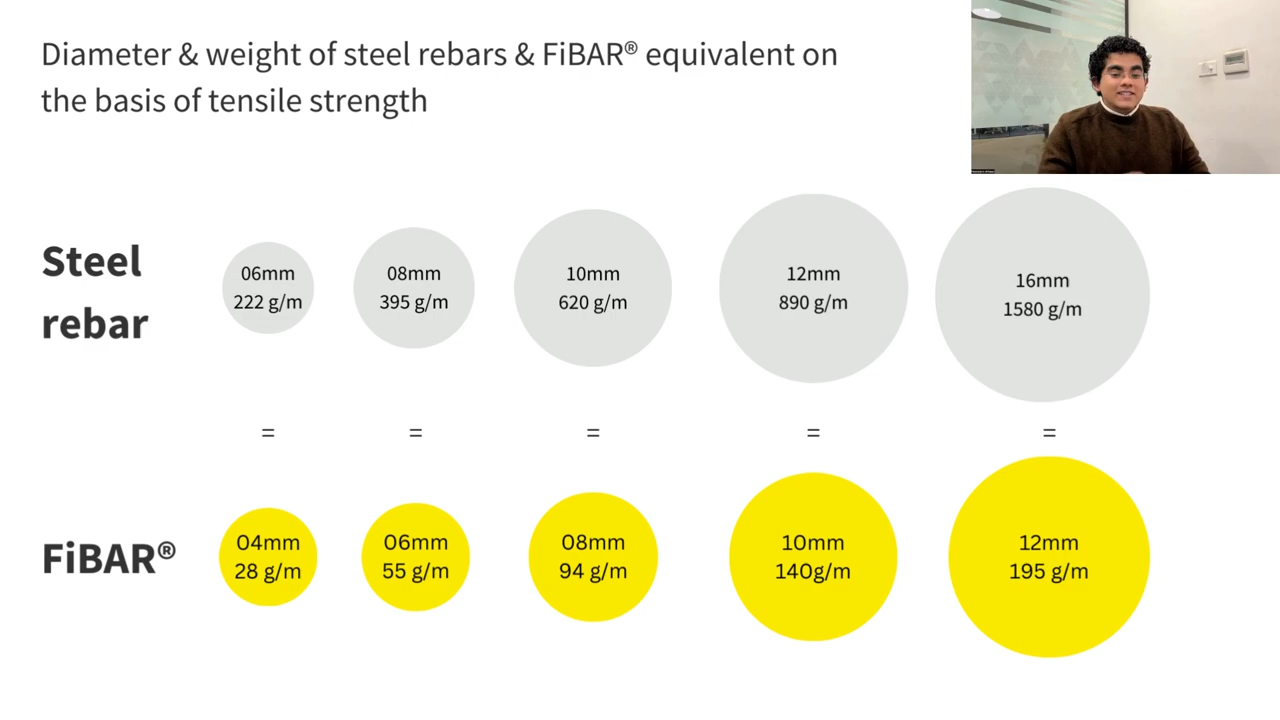 Diameter & weight of steel rebars & FiBAR® equivalent on
the basis of tensile strength
Steel
rebar
06mm
222 g/m
08mm
395 g/m
10mm
620 g/m
12mm
890 g/m
16mm
1580 g/m
=
=
=
=
=
FiBAR®
04mm
28 g/m
06mm
55 g/m
08mm
94 g/m
10mm
140g/m
12mm
195 g/m